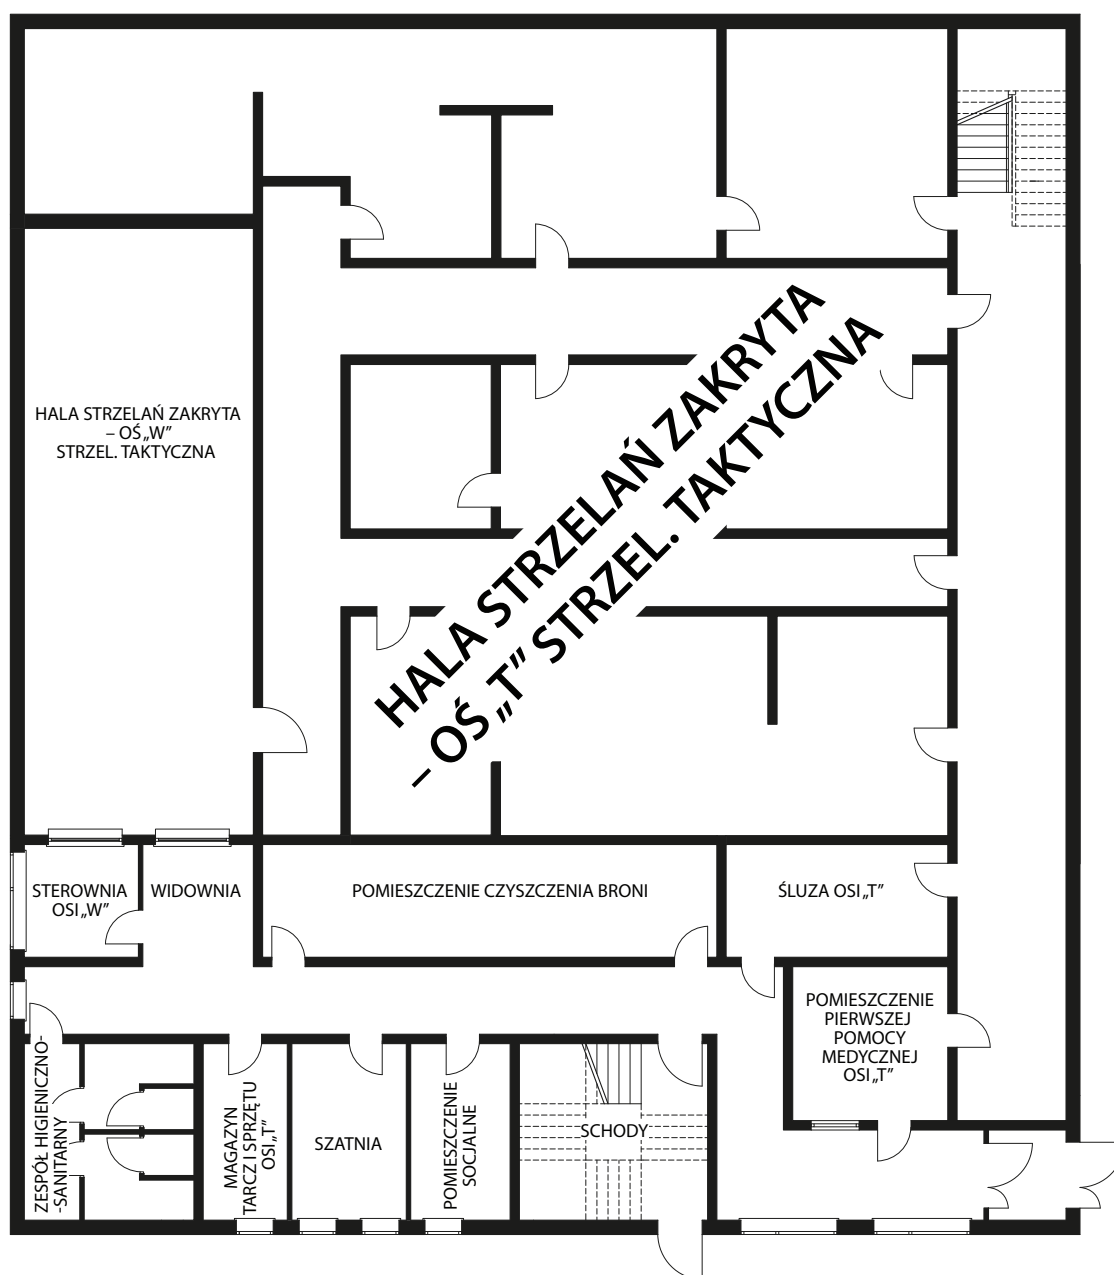 HALA STRZELAŃ ZAKRYTA
– OŚ „T” STRZEL. TAKTYCZNA
HALA STRZELAŃ ZAKRYTA
– OŚ „W”
STRZEL. TAKTYCZNA
STEROWNIA
OSI „W”
WIDOWNIA
POMIESZCZENIE CZYSZCZENIA BRONI
ŚLUZA OSI „T”
POMIESZCZENIE
PIERWSZEJ
POMOCY
MEDYCZNEJ
OSI „T”
ZESPÓŁ HIGIENICZNO-
-SANITARNY
MAGAZYN
TARCZ I SPRZĘTU
OSI „T”
SZATNIA
POMIESZCZENIE
SOCJALNE
SCHODY